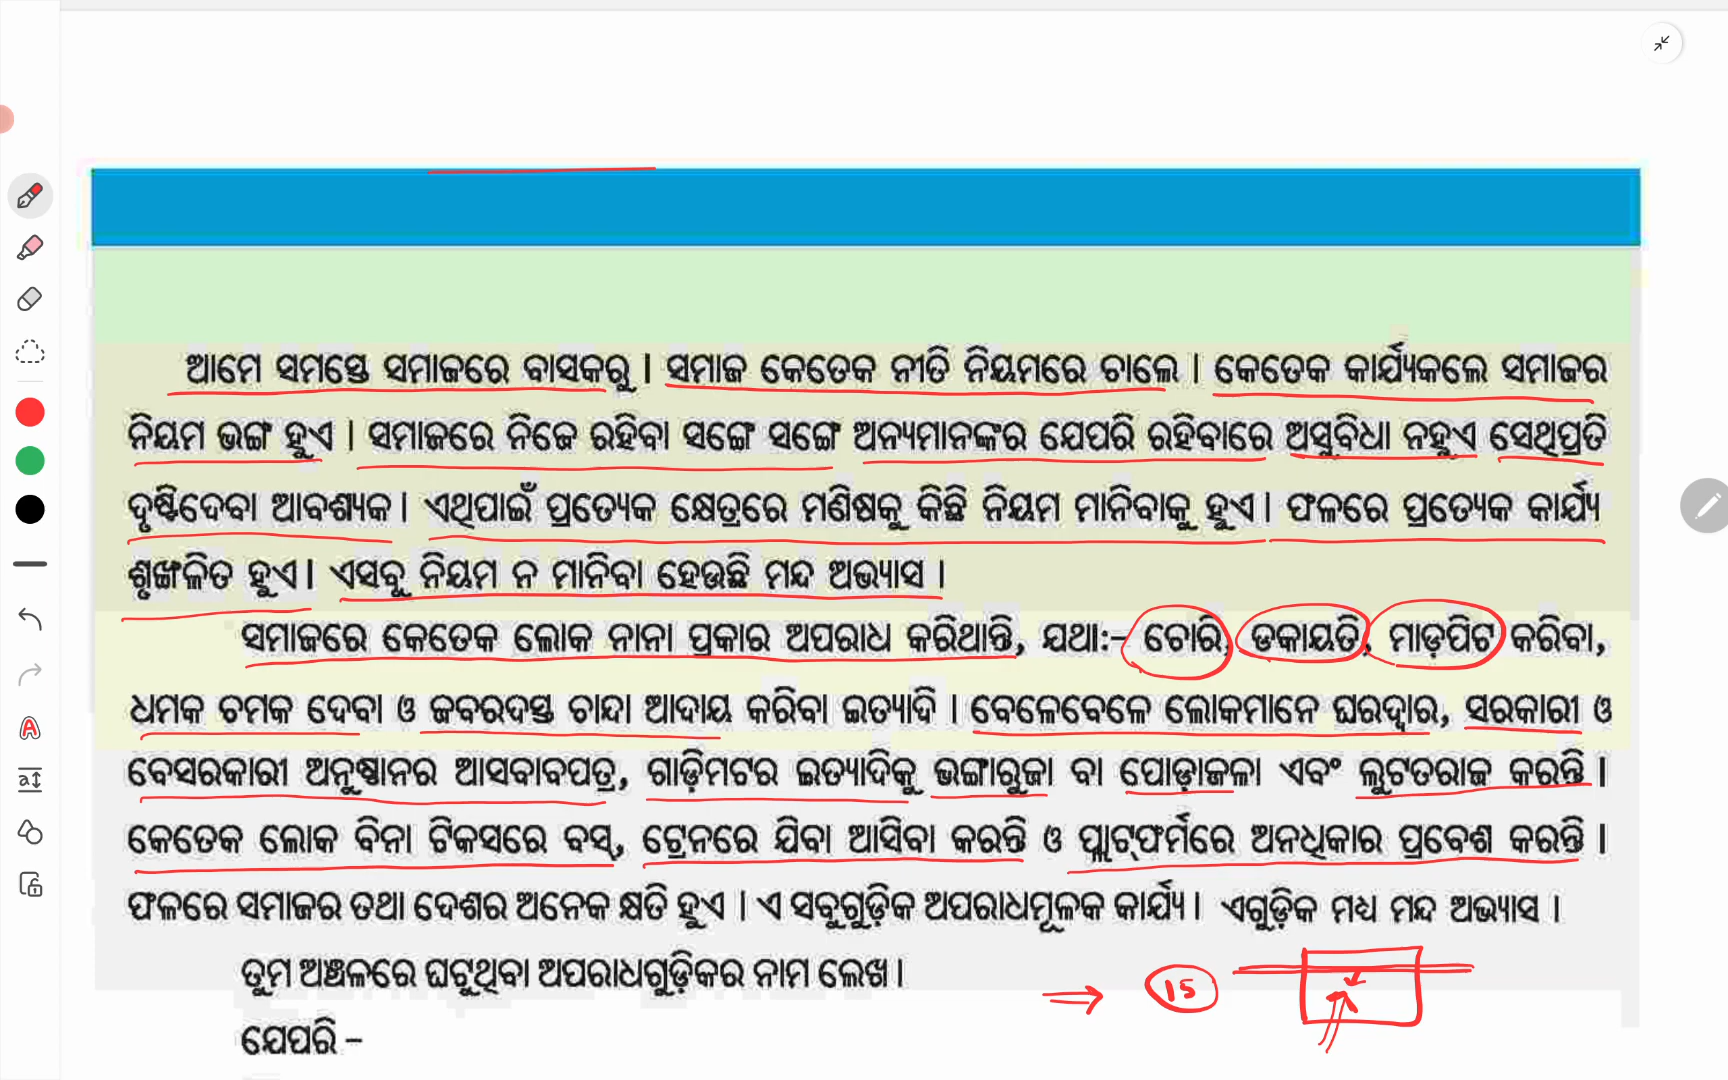 ଆମେ ସମସ୍ତେ ସମାଜରେ ବାସକରୁ । ସମାଜ କେତେକ ନୀତି ନିୟମରେ ଚାଲେ । କେତେକ କାର୍ଯ୍ୟକଲେ ସମାଜର
ନିୟମ ଭଙ୍ଗ ହୁଏ । ସମାଜରେ ନିଜେ ରହିବା ସଙ୍ଗେ ସଙ୍ଗେ ଅନ୍ୟମାନଙ୍କର ଯେପରି ରହିବାରେ ଅସୁବିଧା ନହୁଏ ସେଥିପ୍ରତି
ଦୃଷ୍ଟିଦେବା ଆବଶ୍ୟକ । ଏଥିପାଇଁ ପ୍ରତ୍ୟେକ କ୍ଷେତ୍ରରେ ମଣିଷକୁ କିଛି ନିୟମ ମାନିବାକୁ ହୁଏ । ଫଳରେ ପ୍ରତ୍ୟେକ କାର୍ଯ୍ୟ
ଶୃଙ୍ଖଳିତ ହୁଏ । ଏସବୁ ନିୟମ ନ ମାନିବା ହେଉଛି ମନ୍ଦ ଅଭ୍ୟାସ ।
ସମାଜରେ କେତେକ ଲୋକ ନାନା ପ୍ରକାର ଅପରାଧ କରିଥାନ୍ତି, ଯଥା:– ଚୋରି, ଡକାୟତି, ମାଡ଼ପିଟ କରିବା,
ଧମକ ଚମକ ଦେବା ଓ ଜବରଦସ୍ତ ଚାନ୍ଦା ଆଦାୟ କରିବା ଇତ୍ୟାଦି । ବେଳେବେଳେ ଲୋକମାନେ ଘରଦ୍ୱାର, ସରକାରୀ ଓ
ବେସରକାରୀ ଅନୁଷ୍ଠାନର ଆସବାବପତ୍ର, ଗାଡ଼ିମଟର ଇତ୍ୟାଦିକୁ ଭଙ୍ଗାରୁଜା ବା ପୋଡ଼ାଜଳା ଏବଂ ଲୁଟତରାଜ କରନ୍ତି ।
କେତେକ ଲୋକ ବିନା ଟିକସରେ ବସ୍, ଟ୍ରେନରେ ଯିବା ଆସିବା କରନ୍ତି ଓ ପ୍ଲାଟ୍‌ଫର୍ମରେ ଅନଧିକାର ପ୍ରବେଶ କରନ୍ତି ।
ଫଳରେ ସମାଜର ତଥା ଦେଶର ଅନେକ କ୍ଷତି ହୁଏ । ଏ ସବୁଗୁଡ଼ିକ ଅପରାଧମୂଳକ କାର୍ଯ୍ୟ । ଏଗୁଡ଼ିକ ମଧ୍ୟ ମନ୍ଦ ଅଭ୍ୟାସ ।
ତୁମ ଅଞ୍ଚଳରେ ଘଟୁଥିବା ଅପରାଧଗୁଡ଼ିକର ନାମ ଲେଖ ।
15
ଯେପରି –